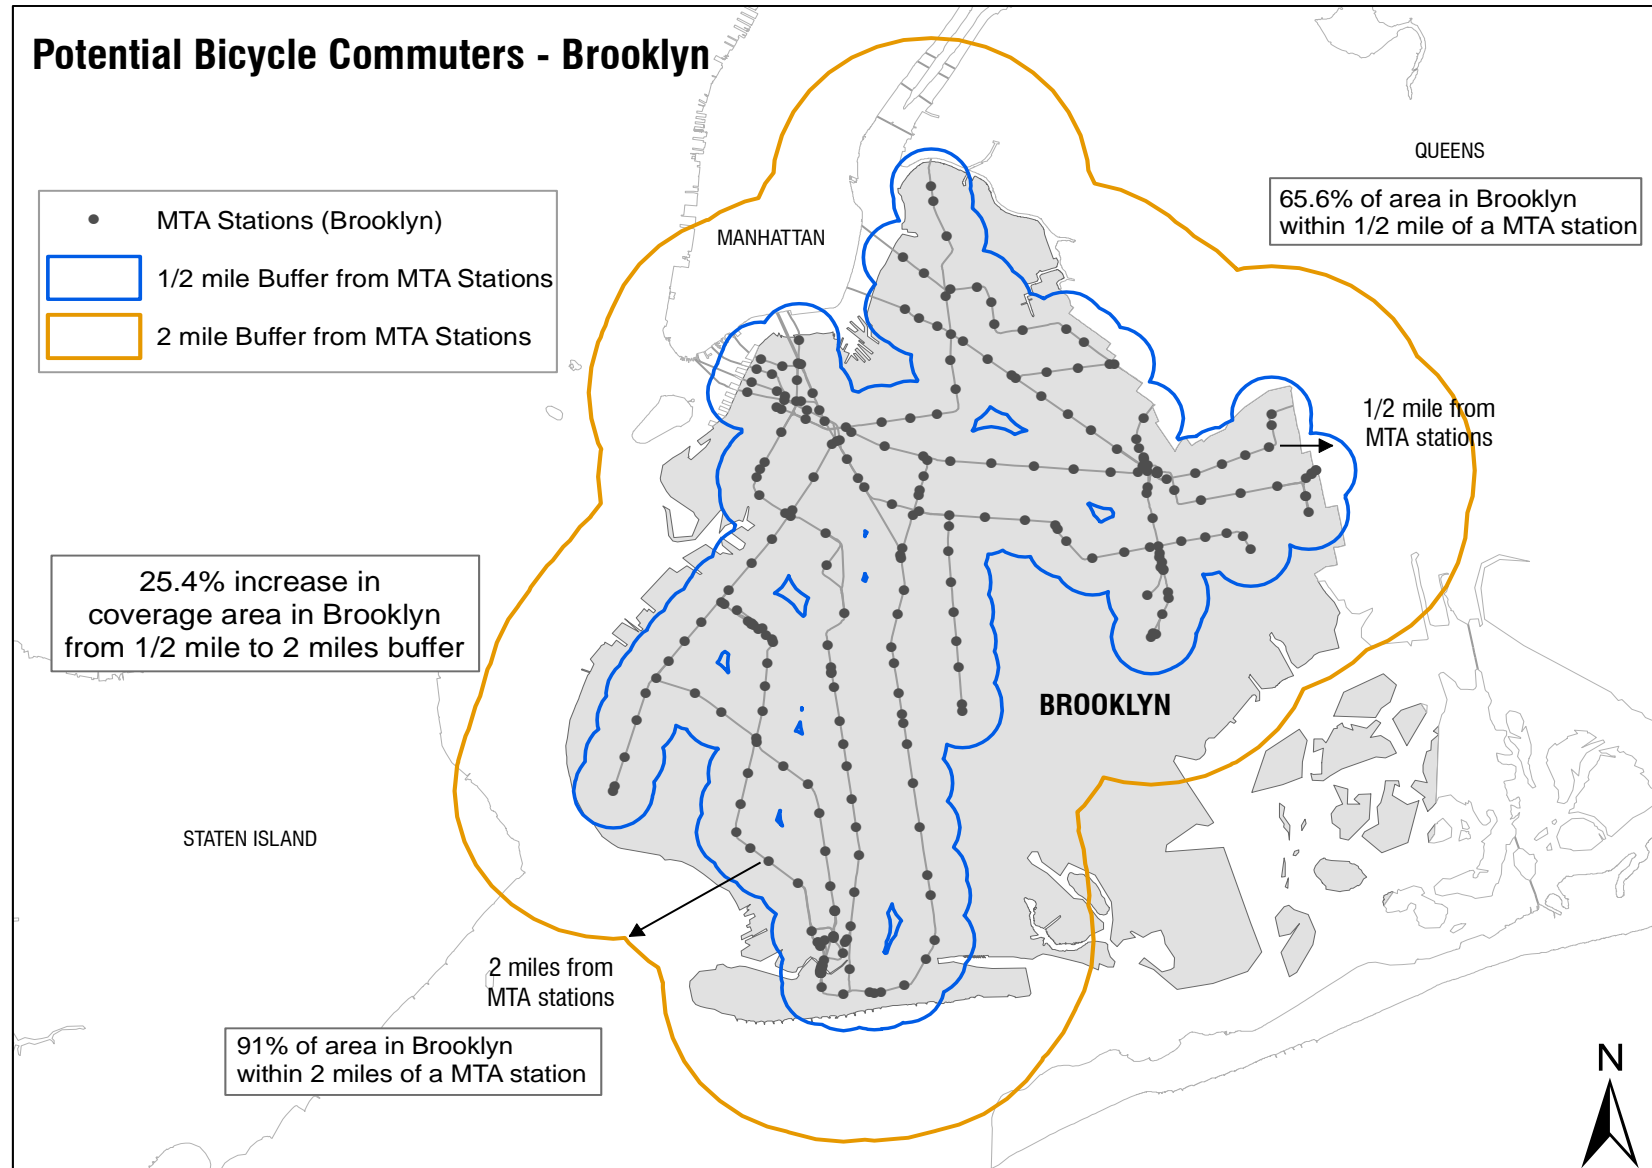 Potential Bicycle Commuters - Brooklyn
QUEENS
65.6% of area in Brooklyn
within 1/2 mile of a MTA station
MTA Stations (Brooklyn)
1/2 mile Buffer from MTA Stations
2 mile Buffer from MTA Stations
MANHATTAN
1/2 mile from
MTA stations
25.4% increase in
coverage area in Brooklyn
from 1/2 mile to 2 miles buffer
BROOKLYN
STATEN ISLAND
2 miles from
MTA stations
91% of area in Brooklyn
within 2 miles of a MTA station
N